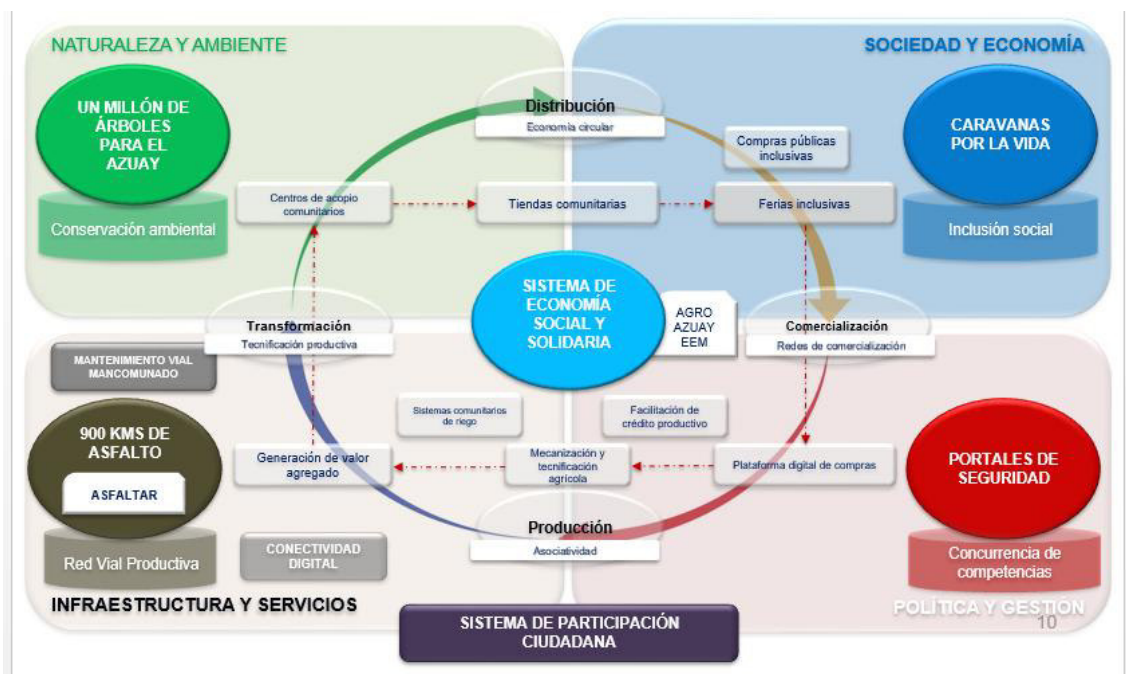 NATURALEZA Y AMBIENTE
SOCIEDAD Y ECONOMÍA
UN MILLÓN DE
ÁRBOLES
PARA EL
AZUAY
Conservación ambiental
Distribución
Economía circular
Compras públicas
inclusivas
CARAVANAS
POR LA VIDA
Inclusión social
Centros de acopio
comunitarios
Tiendas comunitarias
Ferias inclusivas
SISTEMA DE
ECONOMÍA
SOCIAL Y
SOLIDARIA
AGRO
AZUAY
EEM
Transformación
Tecnificación productiva
Comercialización
Redes de comercialización
MANTENIMIENTO VIAL
MANCOMUNADO
900 KMS DE
ASFALTO
ASFALTAR
Red Vial Productiva
Sistemas comunitarios
de riego
Facilitación de
crédito productivo
Generación de valor
agregado
Mecanización y
tecnificación
agrícola
Plataforma digital de compras
PORTALES DE
SEGURIDAD
Concurrencia de
competencias
Producción
Asociatividad
CONECTIVIDAD
DIGITAL
INFRAESTRUCTURA Y SERVICIOS
POLÍTICA Y GESTIÓN
10
SISTEMA DE PARTICIPACIÓN
CIUDADANA